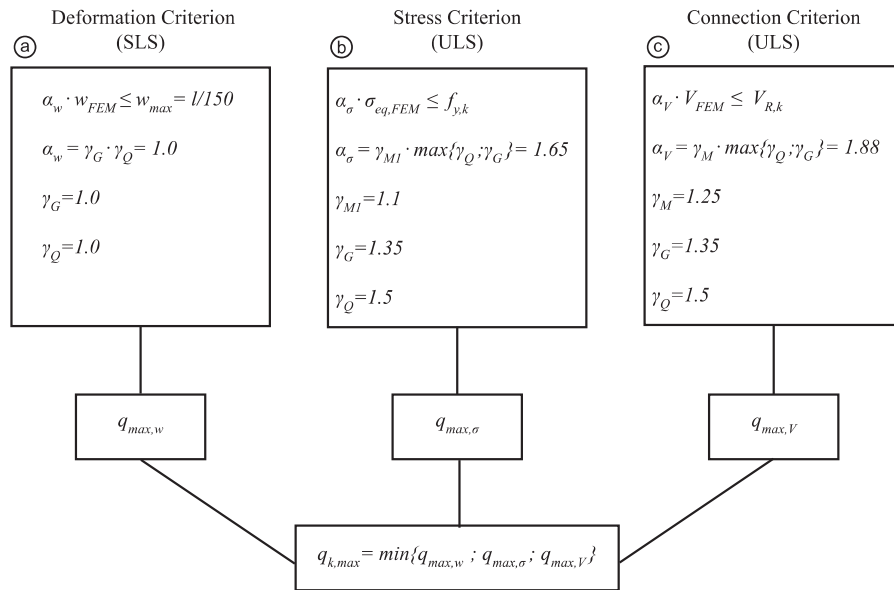 Deformation Criterion
(SLS)
ⓐ
α_w · w_FEM ≤ w_max = l/150
α_w = γ_G · γ_Q = 1.0
γ_G=1.0
γ_Q=1.0
Stress Criterion
(ULS)
ⓑ
α_σ · σ_eq,FEM ≤ f_y,k
α_σ = γ_M1 · max{γ_Q ;γ_G}= 1.65
γ_M1=1.1
γ_G=1.35
γ_Q=1.5
Connection Criterion
(ULS)
ⓒ
α_V · V_FEM ≤ V_R,k
α_V = γ_M · max{γ_Q ;γ_G}= 1.88
γ_M=1.25
γ_G=1.35
γ_Q=1.5
q_max,w
q_max,σ
q_max,V
q_k,max = min{q_max,w ; q_max,σ ; q_max,V}